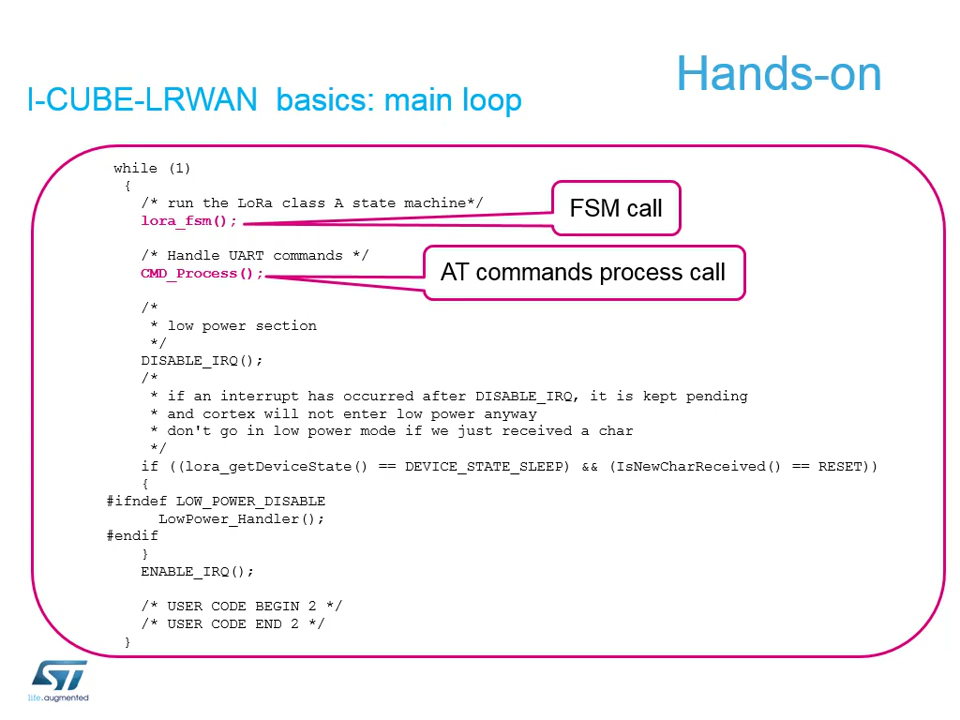 Hands-on
I-CUBE-LRWAN basics: main loop
while (1)
{
/* run the LoRa class A state machine*/
lora_fsm();
FSM call
/* Handle UART commands */
CMD_Process();
AT commands process call
/*
* low power section
*/
DISABLE_IRQ();
/*
* if an interrupt has occurred after DISABLE_IRQ, it is kept pending
* and cortex will not enter low power anyway
* don't go in low power mode if we just received a char
*/
if ((lora_getDeviceState() == DEVICE_STATE_SLEEP) && (IsNewCharReceived() == RESET))
{
#ifndef LOW_POWER_DISABLE
LowPower_Handler();
#endif
}
ENABLE_IRQ();
/* USER CODE BEGIN 2 */
/* USER CODE END 2 */
}
ST
life.augmented